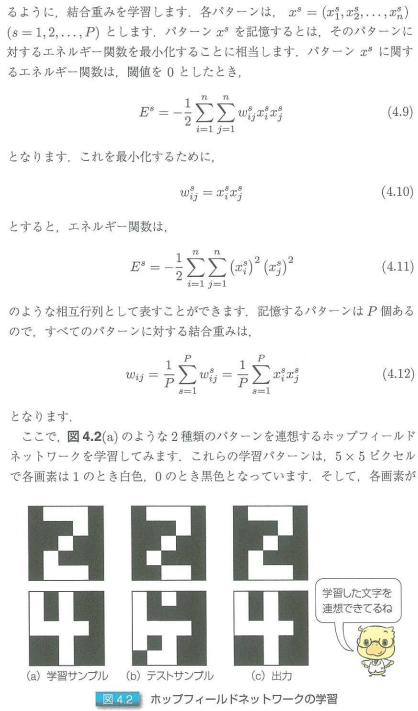 るように，結合重みを学習します．各パターンは， x^s = (x_1^s, x_2^s, ..., x_n^s)
(s = 1, 2, ..., P) とします．パターン x^s を記憶するとは，そのパターンに
対するエネルギー関数を最小化することに相当します．パターン x^s に関す
るエネルギー関数は，閾値を 0 としたとき，
E^s = -\frac{1}{2} \sum_{i=1}^{n} \sum_{j=1}^{n} w_{ij}^s x_i^s x_j^s (4.9)
となります．これを最小化するために，
w_{ij}^s = x_i^s x_j^s (4.10)
とすると，エネルギー関数は，
E^s = -\frac{1}{2} \sum_{i=1}^{n} \sum_{j=1}^{n} (x_i^s)^2 (x_j^s)^2 (4.11)
のような相互行列として表すことができます．記憶するパターンは P 個ある
ので，すべてのパターンに対する結合重みは，
w_{ij} = \frac{1}{P} \sum_{s=1}^{P} w_{ij}^s = \frac{1}{P} \sum_{s=1}^{P} x_i^s x_j^s (4.12)
となります．
ここで，図 4.2(a) のような 2 種類のパターンを連想するホップフィールド
ネットワークを学習してみます．これらの学習パターンは，5 × 5 ピクセル
で各画素は 1 のとき白色，0 のとき黒色となっています．そして，各画素が
学習した文字を
連想できてるね
(a) 学習サンプル (b) テストサンプル (c) 出力
図 4.2 ホップフィールドネットワークの学習